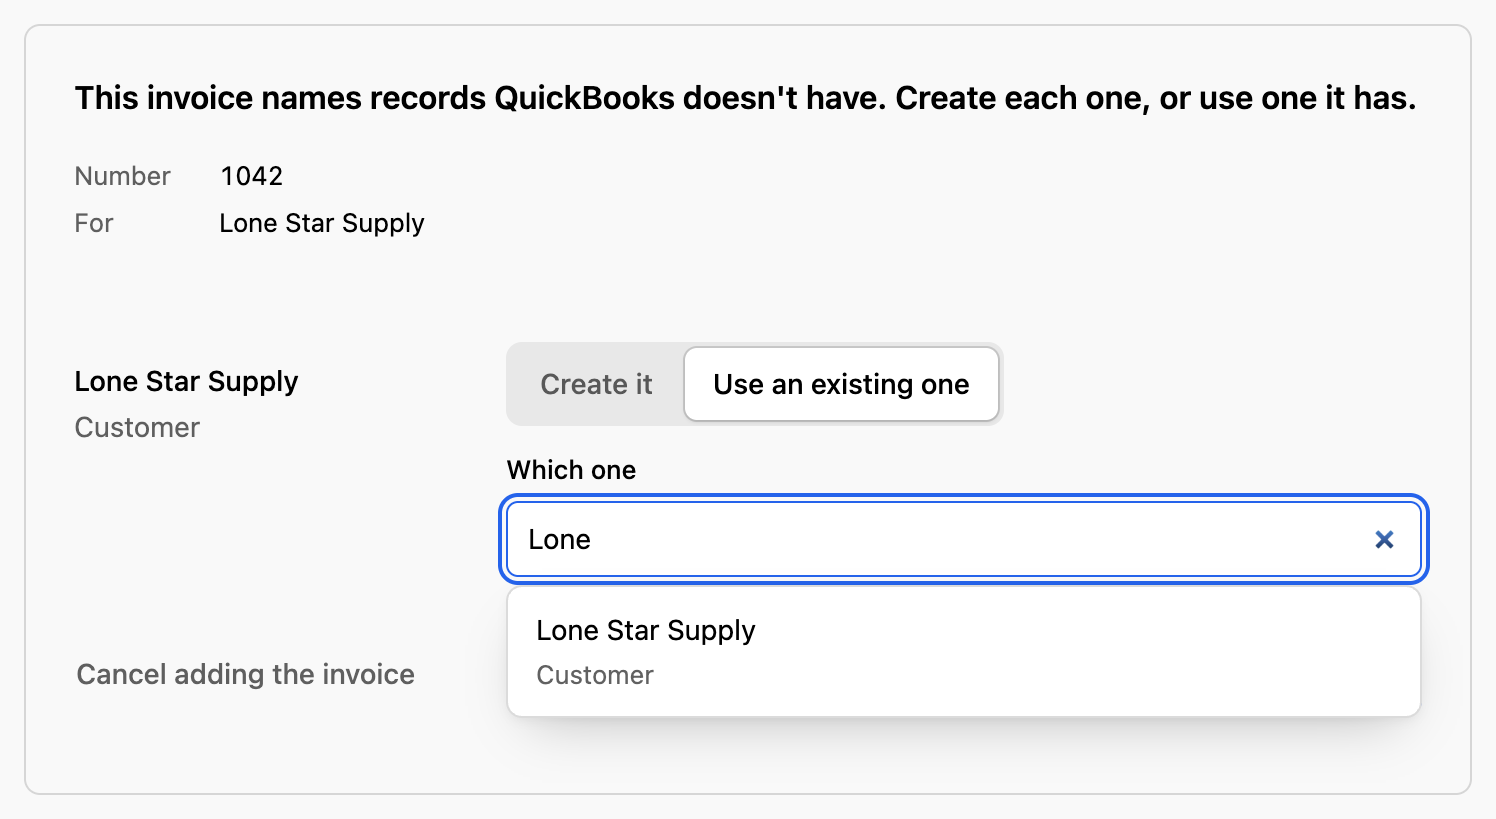 This invoice names records QuickBooks doesn't have. Create each one, or use one it has.
Number 1042
For Lone Star Supply
Lone Star Supply
Customer
Create it Use an existing one
Which one
Lone
Lone Star Supply
Customer
Cancel adding the invoice